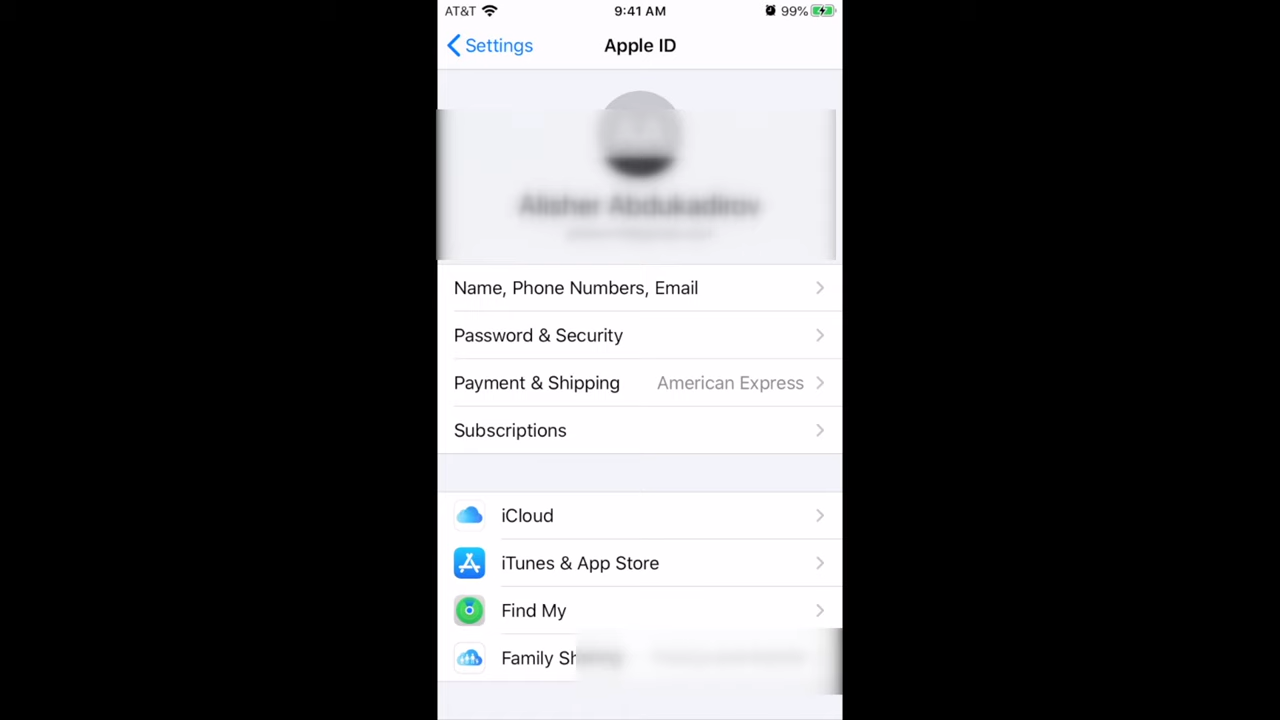 AT&T 9:41 AM 99%
Settings Apple ID
Name, Phone Numbers, Email
Password & Security
Payment & Shipping American Express
Subscriptions
iCloud
iTunes & App Store
Find My
Family